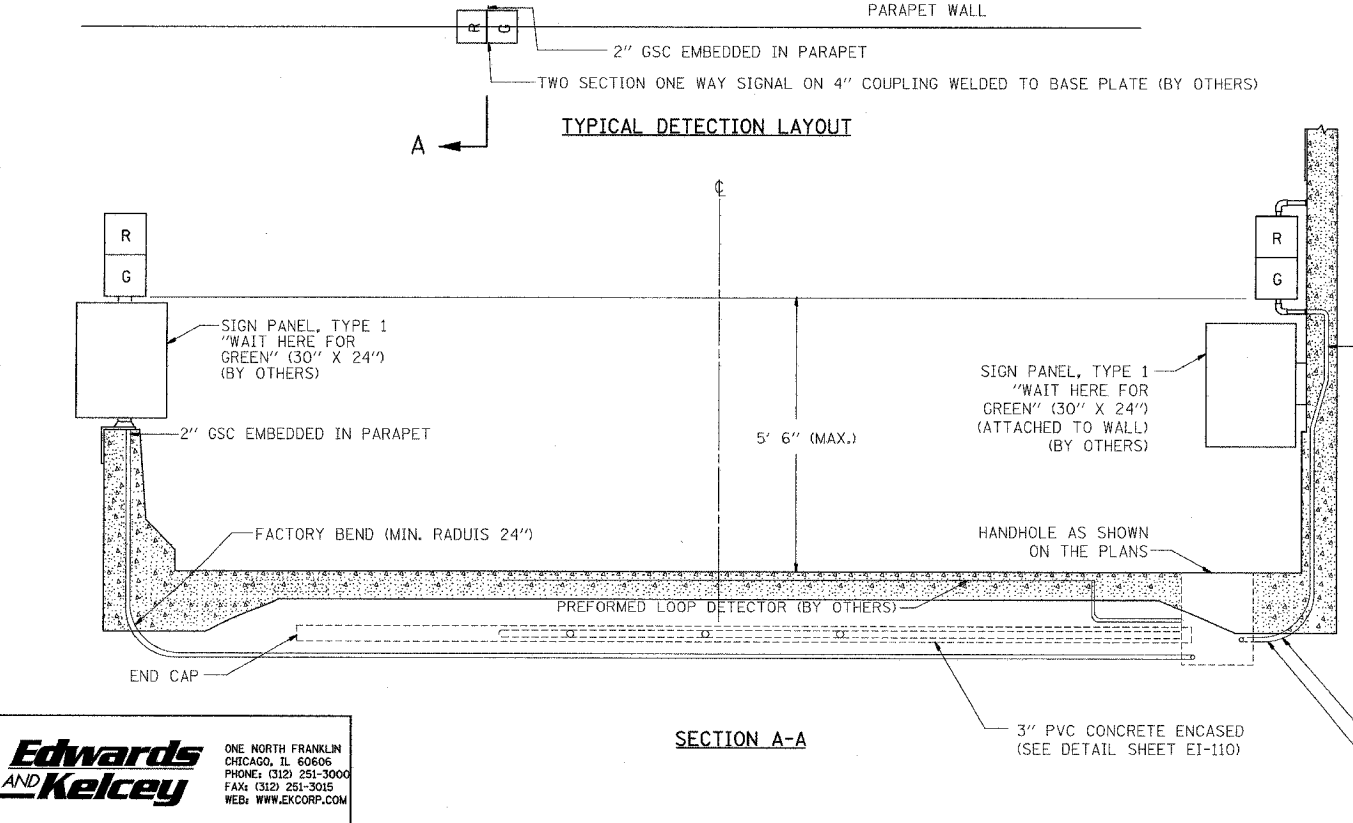 PARAPET WALL
R G
2" GSC EMBEDDED IN PARAPET
TWO SECTION ONE WAY SIGNAL ON 4" COUPLING WELDED TO BASE PLATE (BY OTHERS)
TYPICAL DETECTION LAYOUT
A
℄
R
G
R
G
SIGN PANEL, TYPE 1
"WAIT HERE FOR
GREEN" (30" X 24")
(BY OTHERS)
SIGN PANEL, TYPE 1
"WAIT HERE FOR
GREEN" (30" X 24")
(ATTACHED TO WALL)
(BY OTHERS)
2" GSC EMBEDDED IN PARAPET
5' 6" (MAX.)
FACTORY BEND (MIN. RADUIS 24")
HANDHOLE AS SHOWN
ON THE PLANS
PREFORMED LOOP DETECTOR (BY OTHERS)
END CAP
3" PVC CONCRETE ENCASED
(SEE DETAIL SHEET EI-110)
SECTION A-A
Edwards
AND Kelcey
ONE NORTH FRANKLIN
CHICAGO, IL 60606
PHONE: (312) 251-3000
FAX: (312) 251-3015
WEB: WWW.EKCORP.COM